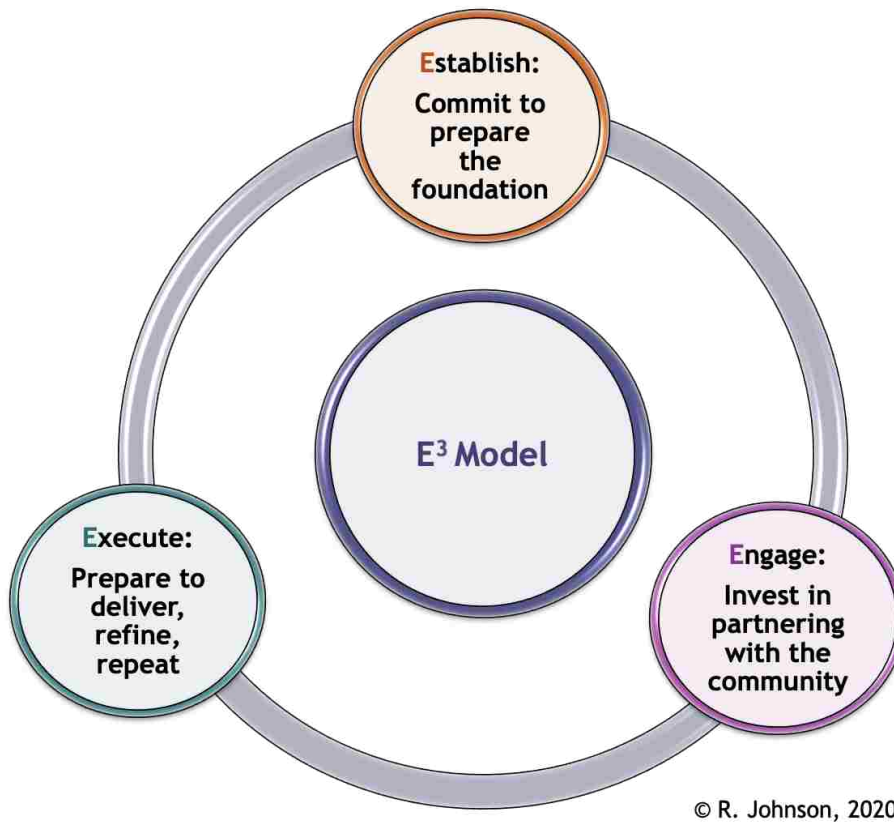 Establish:
Commit to
prepare
the
foundation
E³ Model
Execute:
Prepare to
deliver,
refine,
repeat
Engage:
Invest in
partnering
with the
community
© R. Johnson, 2020